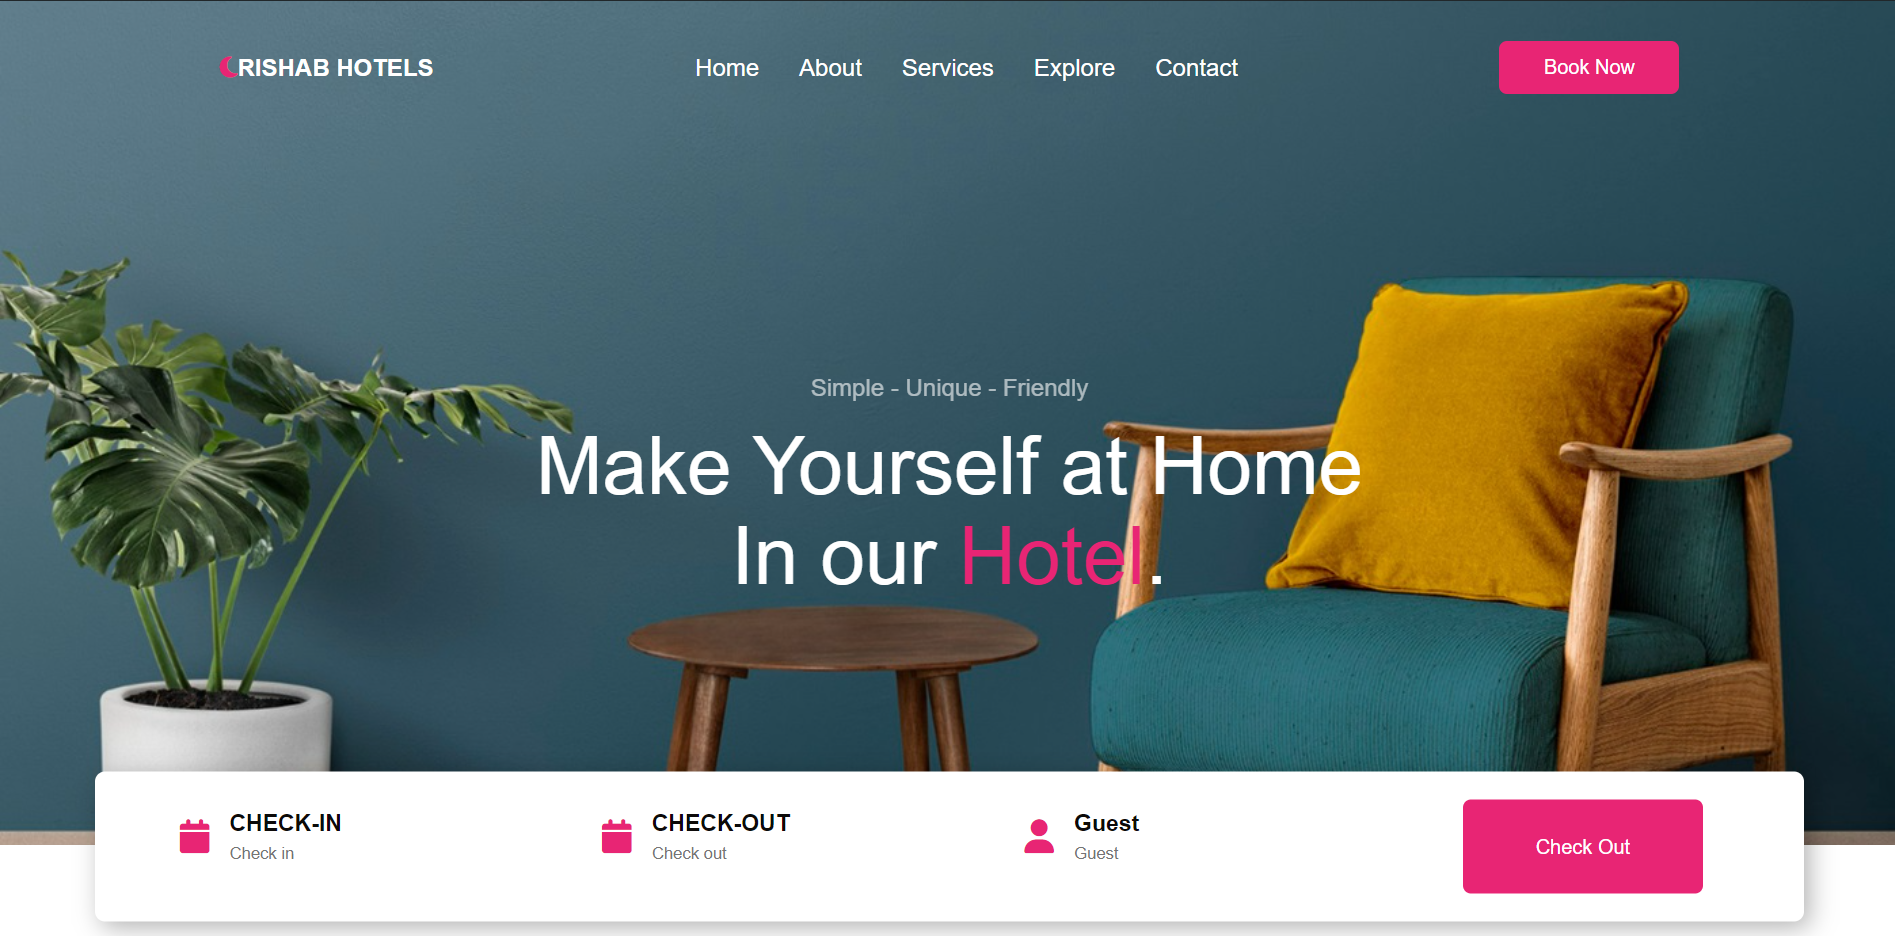 RISHAB HOTELS
Home About Services Explore Contact
Book Now
Simple - Unique - Friendly
Make Yourself at Home
In our Hotel.
CHECK-IN
Check in
CHECK-OUT
Check out
Guest
Guest
Check Out